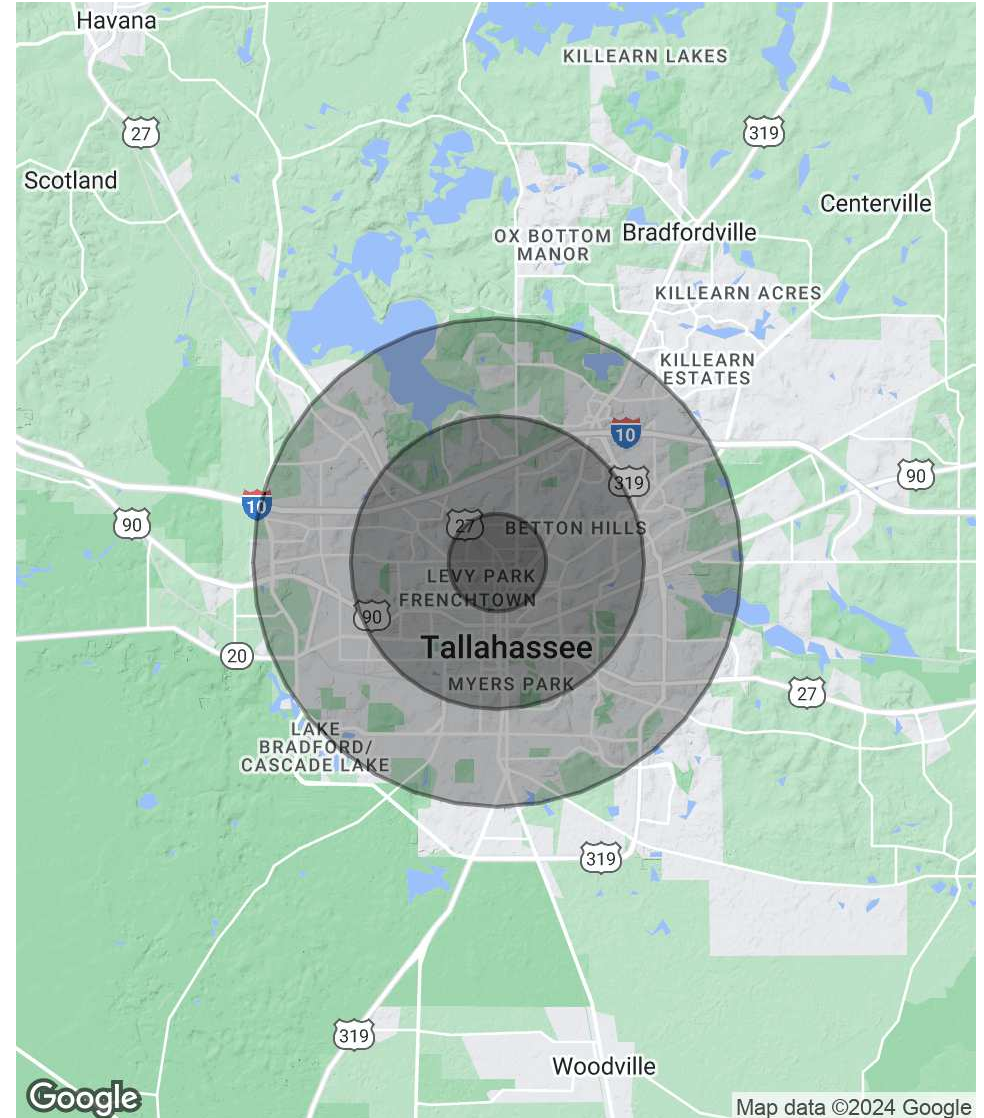 Havana
KILLEARN LAKES
27
319
Scotland
Centerville
OX BOTTOM
MANOR
Bradfordville
KILLEARN ACRES
KILLEARN
ESTATES
10
319
90
10
90
27
BETTON HILLS
LEVY PARK
FRENCHTOWN
90
Tallahassee
20
MYERS PARK
27
LAKE
BRADFORD/
CASCADE LAKE
319
319
Woodville
Google
Map data ©2024 Google